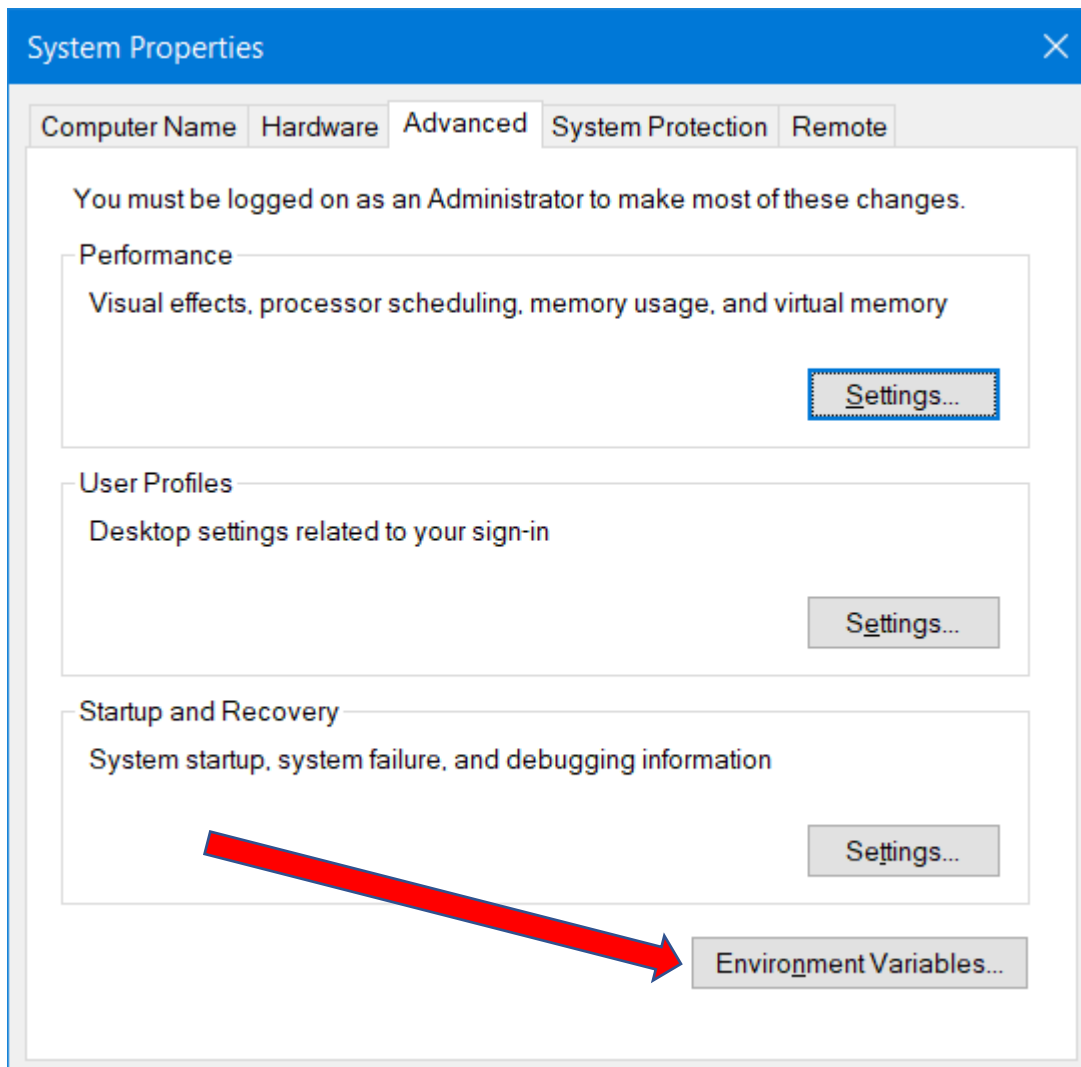 System Properties
Computer Name Hardware Advanced System Protection Remote
You must be logged on as an Administrator to make most of these changes.
Performance
Visual effects, processor scheduling, memory usage, and virtual memory
Settings...
User Profiles
Desktop settings related to your sign-in
Settings...
Startup and Recovery
System startup, system failure, and debugging information
Settings...
Environment Variables...